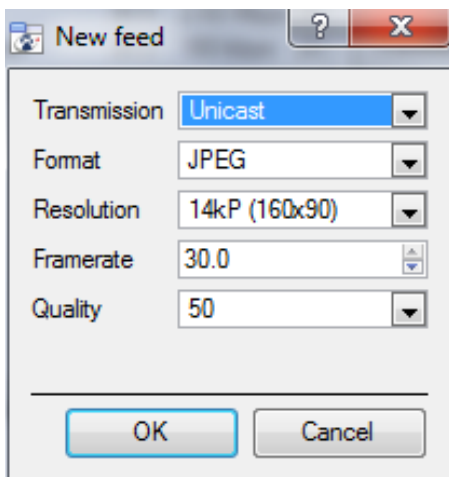 New feed
?
X
Transmission Unicast
Format JPEG
Resolution 14kP (160x90)
Framerate 30.0
Quality 50
OK Cancel